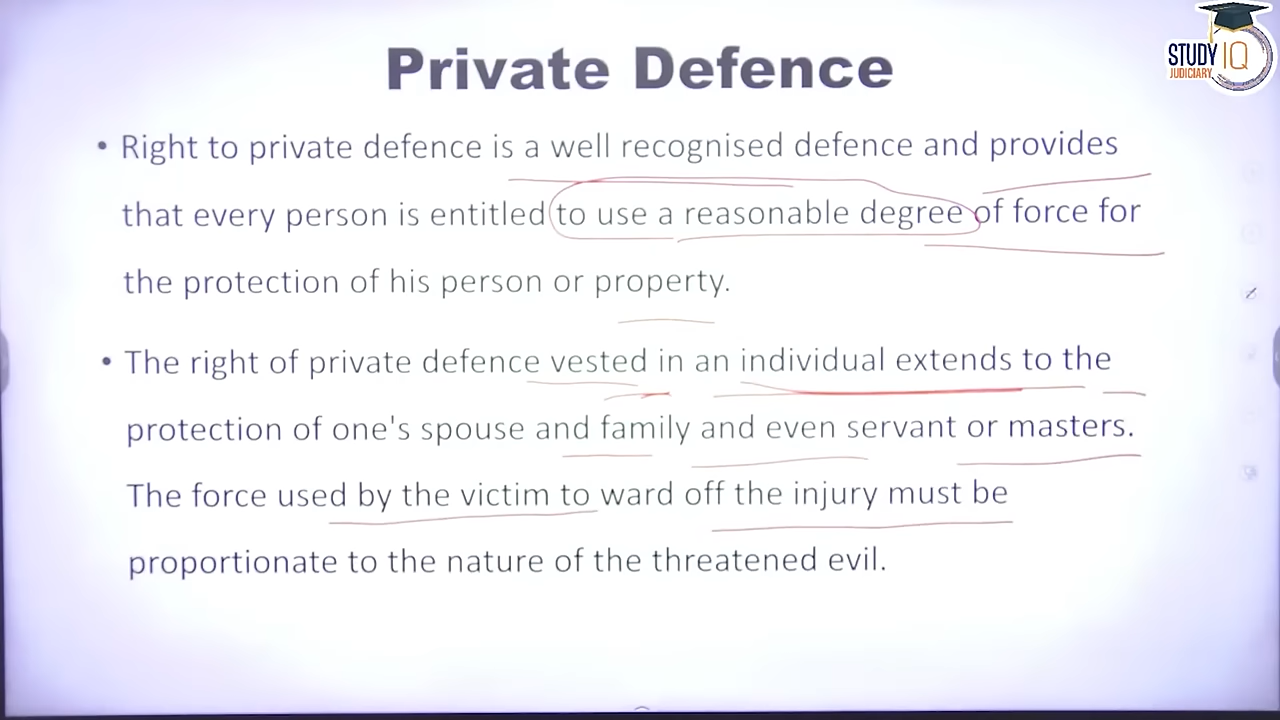 Private Defence
STUDY IQ
JUDICIARY
• Right to private defence is a well recognised defence and provides
that every person is entitled to use a reasonable degree of force for
the protection of his person or property.
• The right of private defence vested in an individual extends to the
protection of one's spouse and family and even servant or masters.
The force used by the victim to ward off the injury must be
proportionate to the nature of the threatened evil.